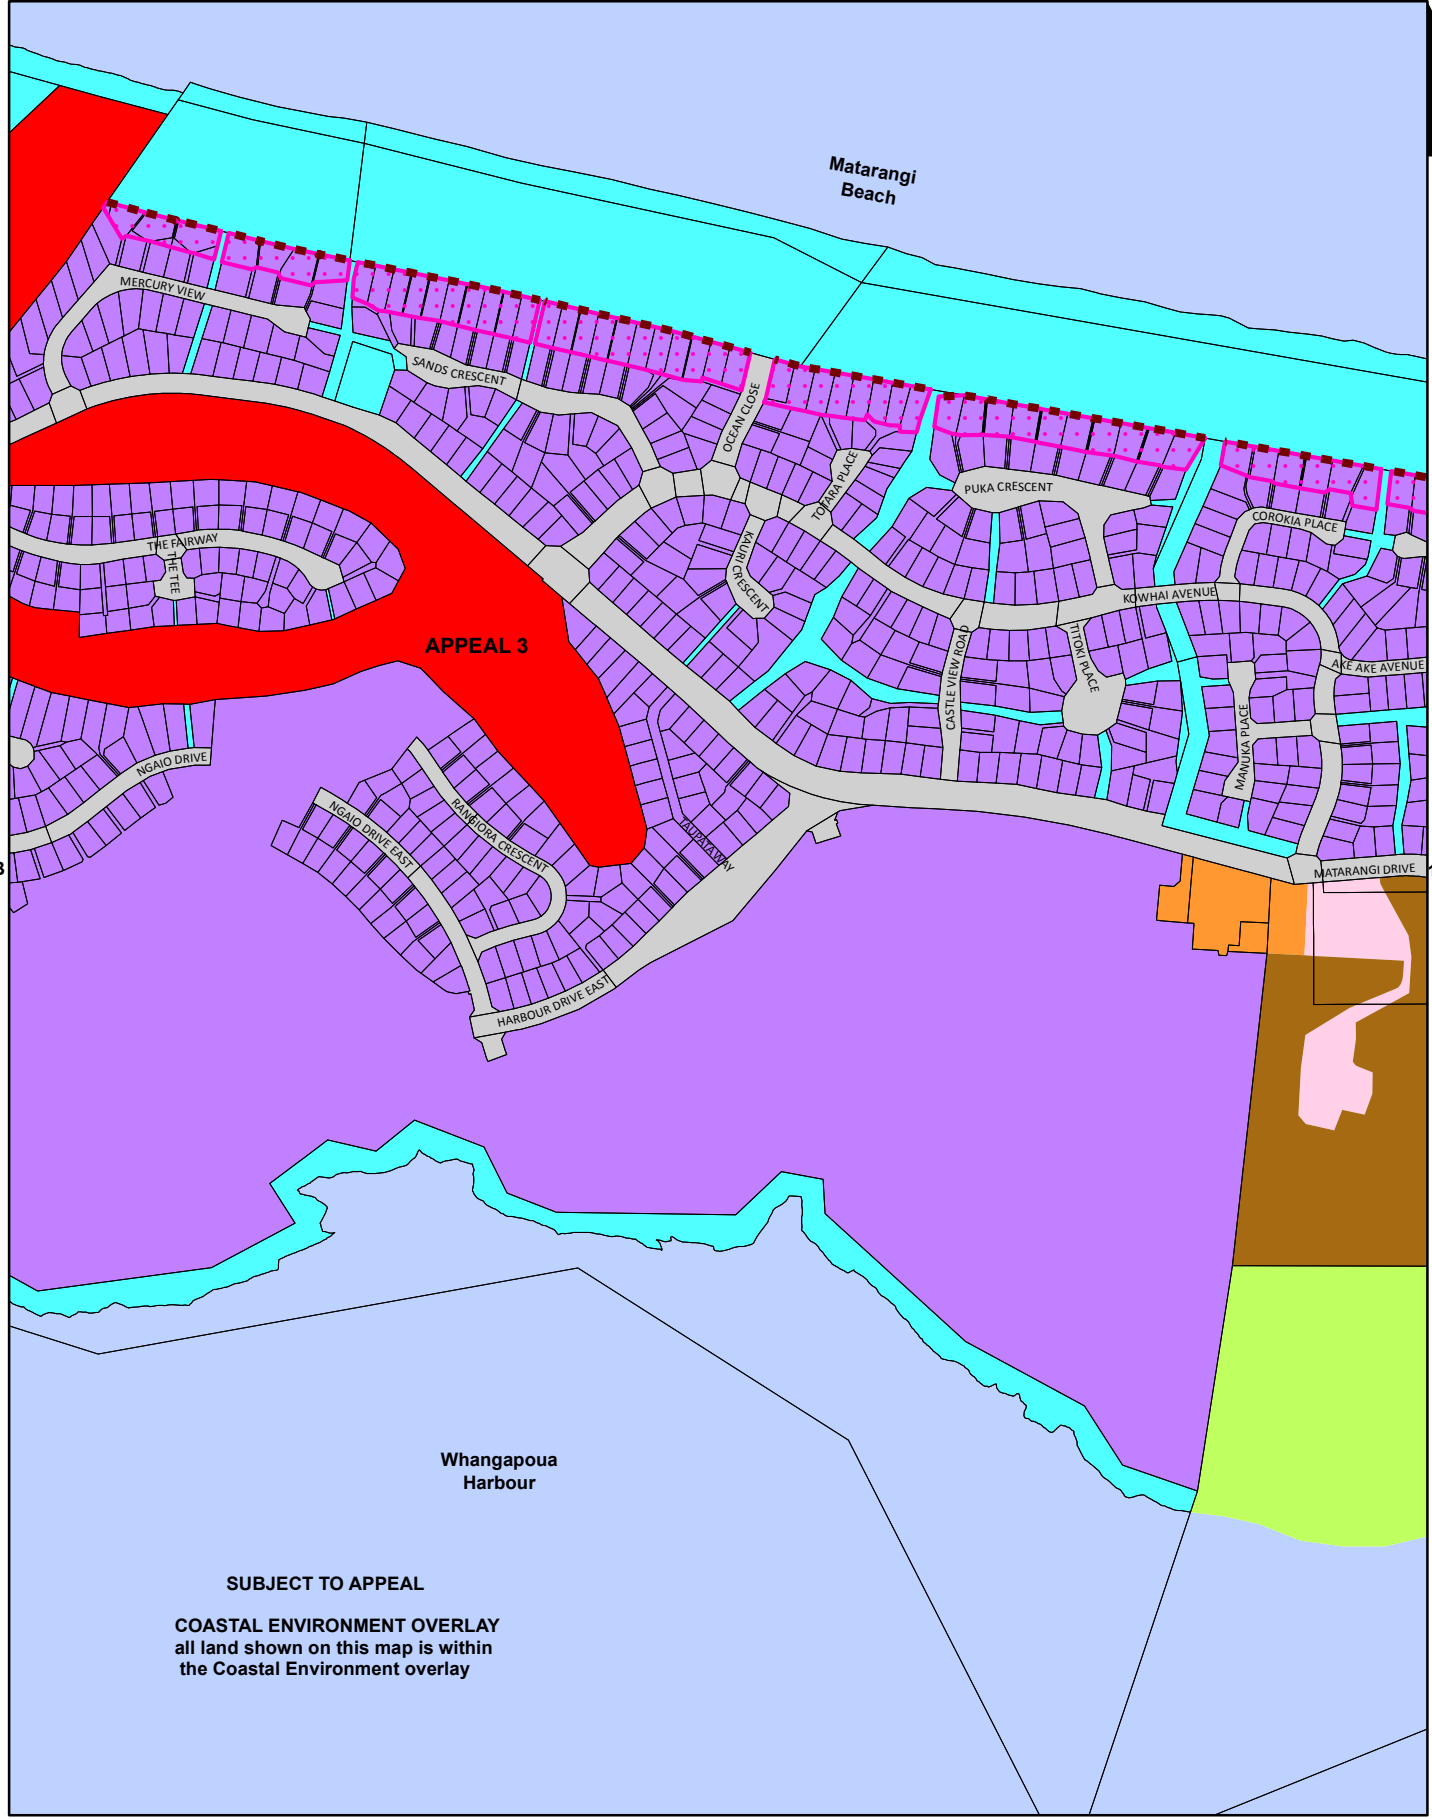 Matarangi
Beach
MERCURY VIEW
SANDS CRESCENT
OCEAN CLOSE
TOTARA PLACE
PUKA CRESCENT
COROKIA PLACE
THE FAIRWAY
THE TEE
KAURI CRESCENT
KOWHAI AVENUE
APPEAL 3
CASTLE VIEW ROAD
TITOKI PLACE
AKE AKE AVENUE
MANUKA PLACE
NGAIO DRIVE
RANGIORA CRESCENT
NGAIO DRIVE EAST
TAUPATA WAY
MATARANGI DRIVE
HARBOUR DRIVE EAST
Whangapoua
Harbour
SUBJECT TO APPEAL
COASTAL ENVIRONMENT OVERLAY
all land shown on this map is within
the Coastal Environment overlay